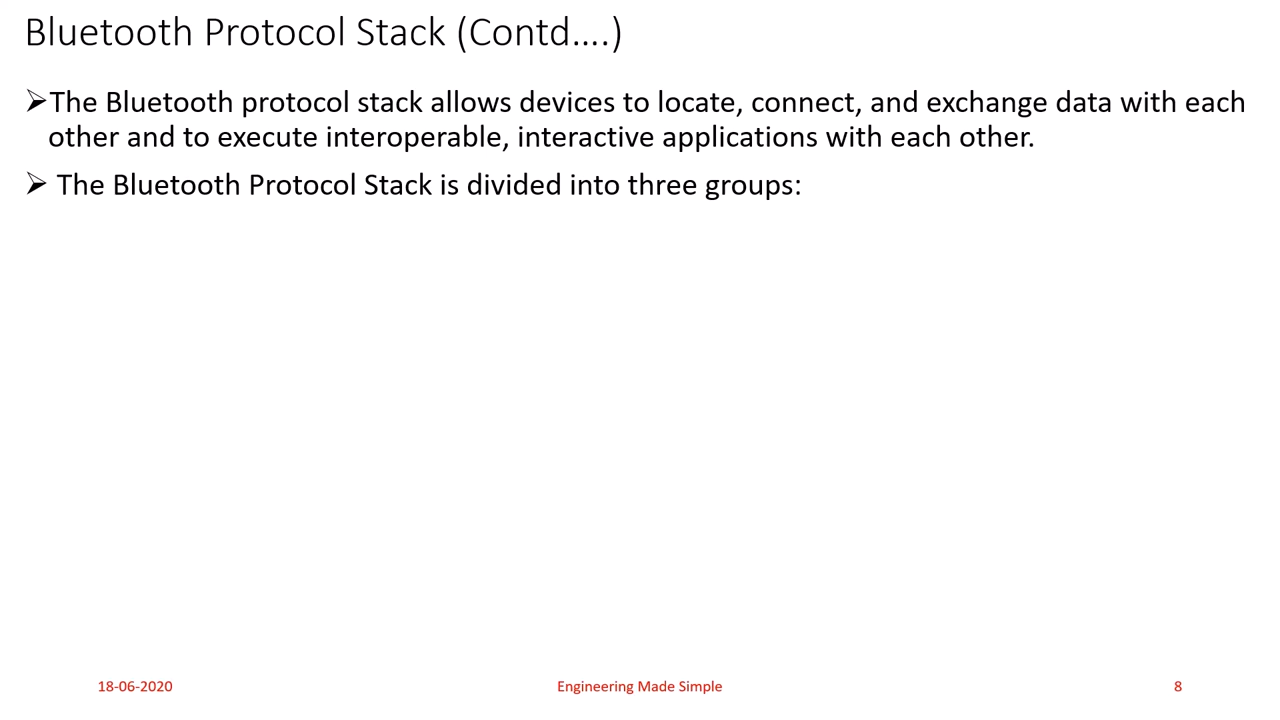 Bluetooth Protocol Stack (Contd....)
➢The Bluetooth protocol stack allows devices to locate, connect, and exchange data with each
other and to execute interoperable, interactive applications with each other.
➢ The Bluetooth Protocol Stack is divided into three groups:
18-06-2020
Engineering Made Simple
8